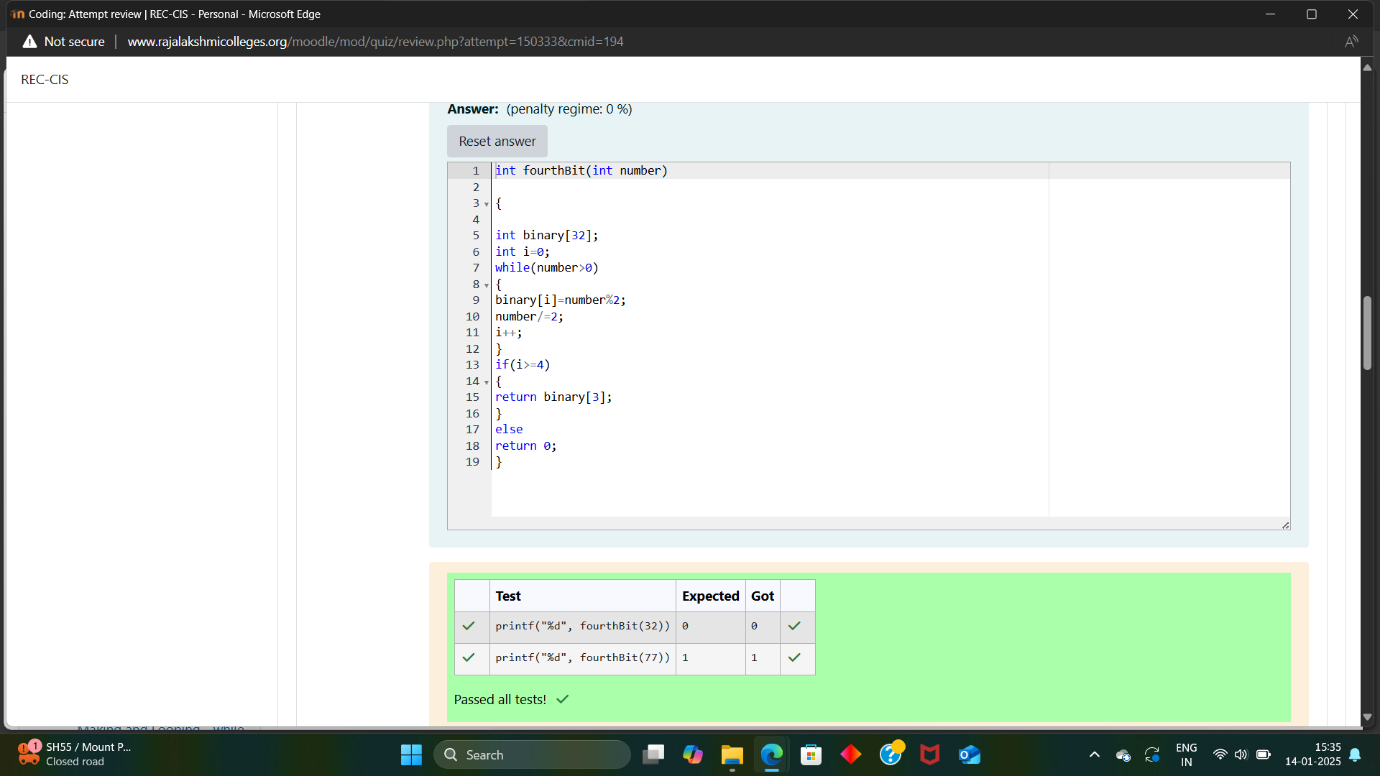 Coding: Attempt review | REC-CIS - Personal - Microsoft Edge
Not secure | www.rajalakshmicolleges.org/moodle/mod/quiz/review.php?attempt=150333&cmid=194
REC-CIS
Answer: (penalty regime: 0 %)
Reset answer
1 int fourthBit(int number)
2
3 {
4
5 int binary[32];
6 int i=0;
7 while(number>0)
8 {
9 binary[i]=number%2;
10 number/=2;
11 i++;
12 }
13 if(i>=4)
14 {
15 return binary[3];
16 }
17 else
18 return 0;
19 }
Test Expected Got
printf("%d", fourthBit(32)) 0 0
printf("%d", fourthBit(77)) 1 1
Passed all tests!
Making and Looping - while
1 SH55 / Mount P...
Closed road
Search
ENG
IN
15:35
14-01-2025